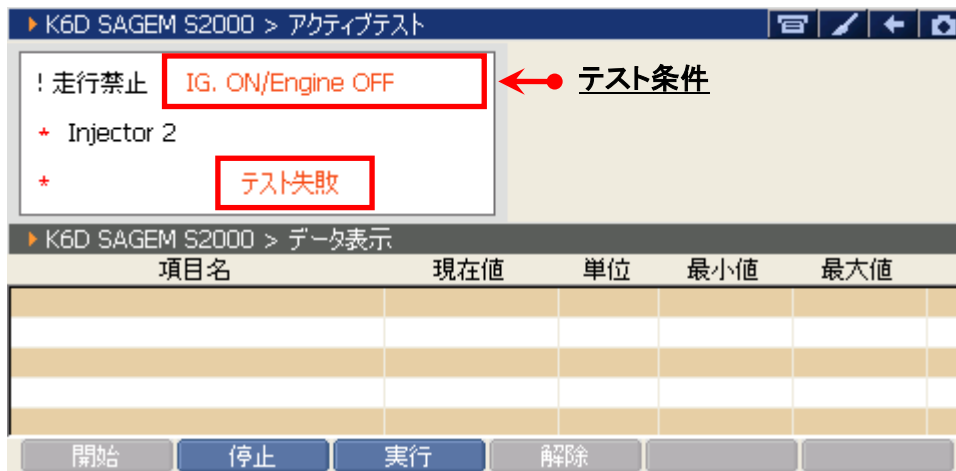 K6D SAGEM S2000 > アクティブテスト
! 走行禁止 IG. ON/Engine OFF
テスト条件
* Injector 2
* テスト失敗
K6D SAGEM S2000 > データ表示
項目名 現在値 単位 最小値 最大値
開始 停止 実行 解除